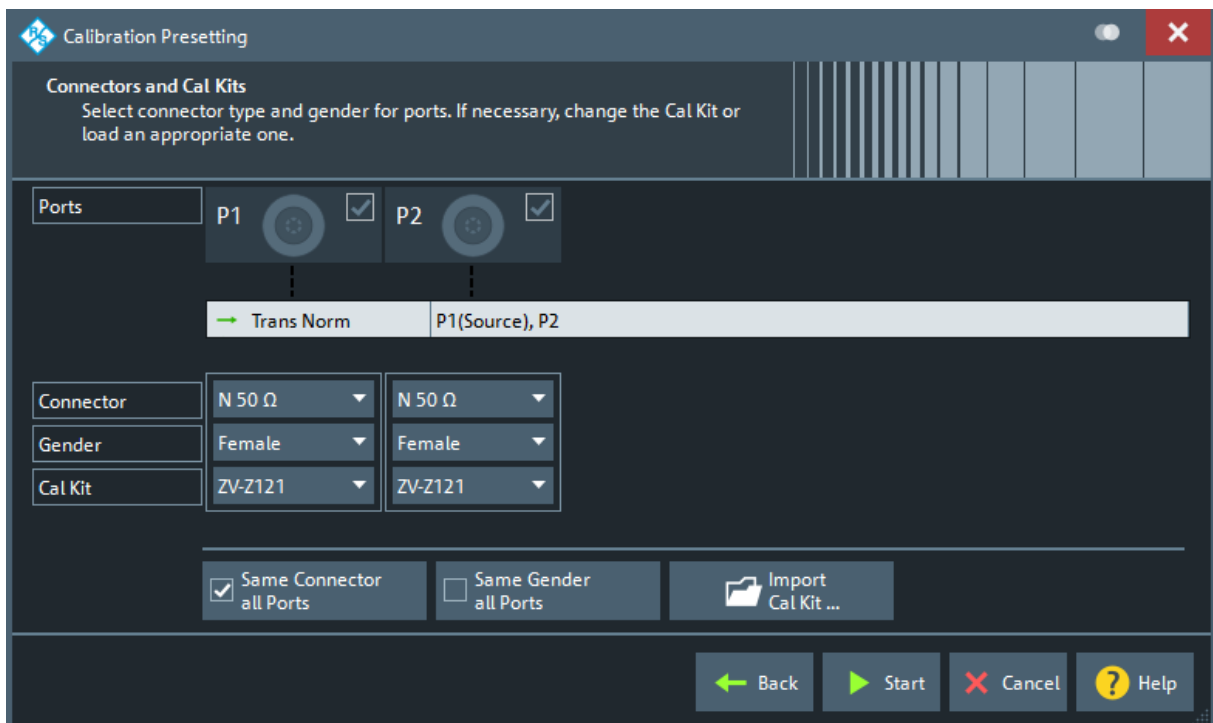 Calibration Presetting
Connectors and Cal Kits
Select connector type and gender for ports. If necessary, change the Cal Kit or
load an appropriate one.
Ports
P1
P2
Trans Norm
P1(Source), P2
Connector
N 50 Ω
N 50 Ω
Gender
Female
Female
Cal Kit
ZV-Z121
ZV-Z121
Same Connector
all Ports
Same Gender
all Ports
Import
Cal Kit ...
Back
Start
Cancel
? Help